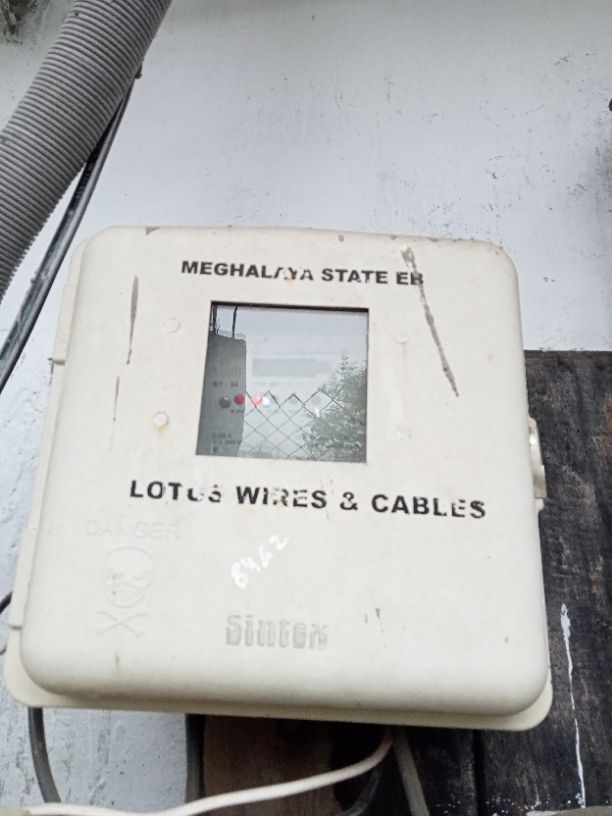 MEGHALAYA STATE EB
LOTUS WIRES & CABLES
DANGER
8462
Sintex